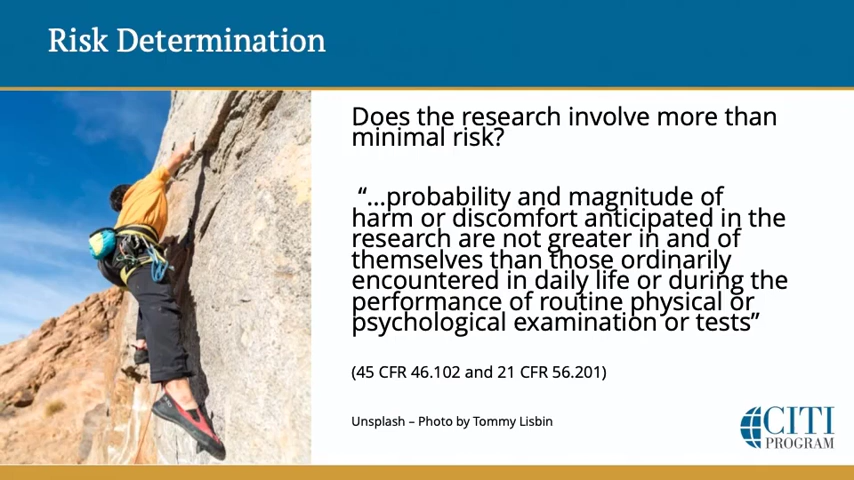 Risk Determination
Does the research involve more than
minimal risk?
“...probability and magnitude of
harm or discomfort anticipated in the
research are not greater in and of
themselves than those ordinarily
encountered in daily life or during the
performance of routine physical or
psychological examination or tests”
(45 CFR 46.102 and 21 CFR 56.201)
Unsplash – Photo by Tommy Lisbin
CITI
PROGRAM